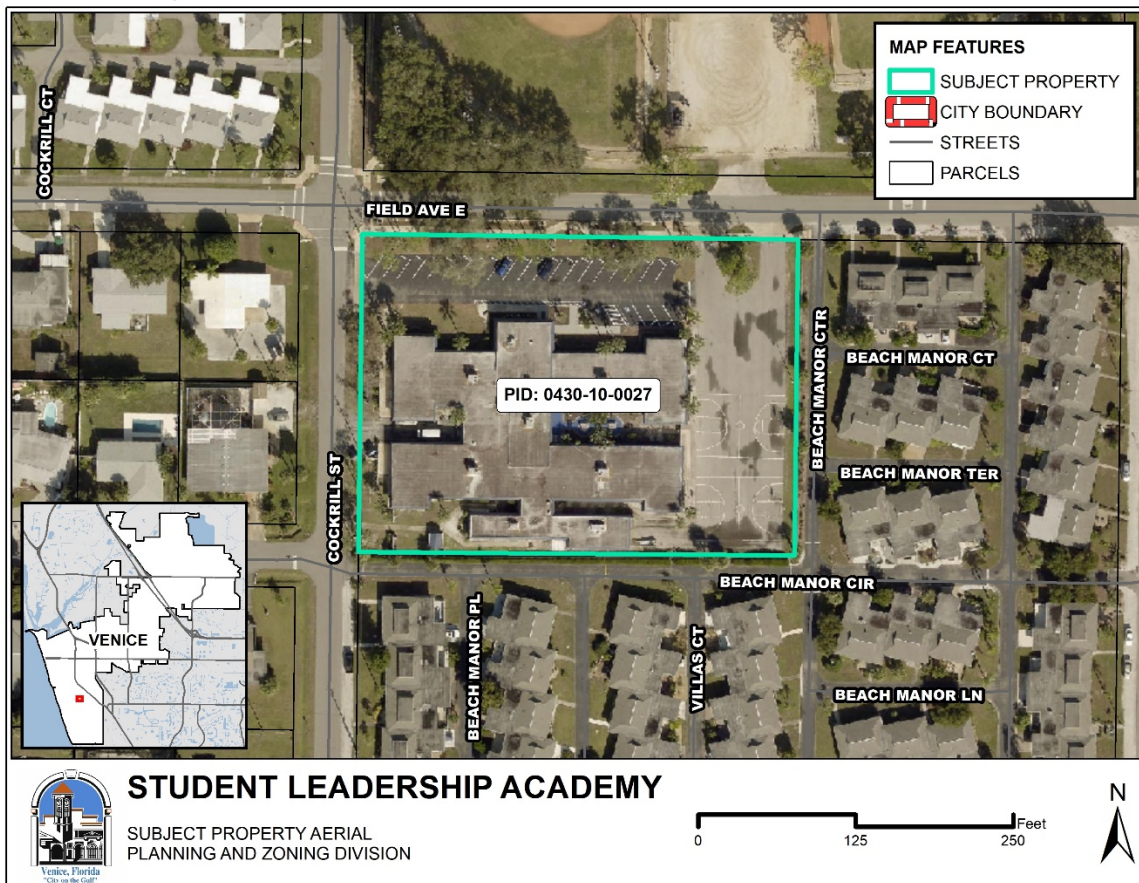 MAP FEATURES
SUBJECT PROPERTY
CITY BOUNDARY
STREETS
PARCELS
COCKRILL CT
FIELD AVE E
BEACH MANOR CTR
BEACH MANOR CT
PID: 0430-10-0027
BEACH MANOR TER
COCKRILL ST
BEACH MANOR CIR
BEACH MANOR PL
VILLAS CT
BEACH MANOR LN
VENICE
STUDENT LEADERSHIP ACADEMY
SUBJECT PROPERTY AERIAL
PLANNING AND ZONING DIVISION
Venice, Florida
"City on the Gulf"
Feet
0 125 250
N